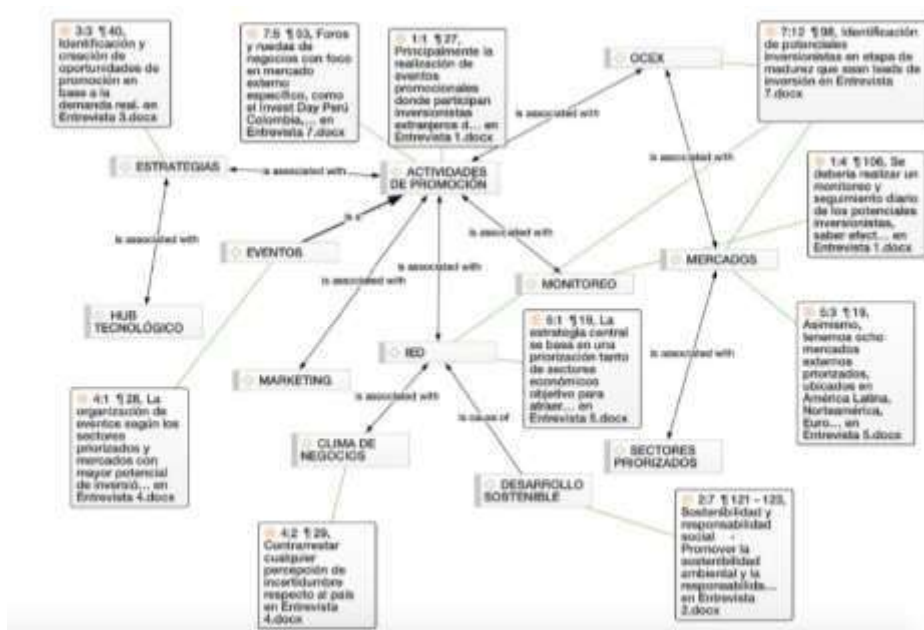 3:3 ¶ 40,
Identificación y
creación de
oportunidades de
promoción en
base a la
demanda real. en
Entrevista 3.docx
7:5 ¶ 53, Foros
y ruedas de
negocios con foco
en mercado
externo
específico, como
el Invest Day Perú
Colombia,... en
Entrevista 7.docx
1:1 ¶ 27,
Principalmente la
realización de
eventos
promocionales
donde participan
inversionistas
extranjeros d... en
Entrevista 1.docx
OCEX
7:12 ¶ 98, Identificación
de potenciales
inversionistas en etapa de
madurez que sean leads de
inversión en Entrevista
7.docx
is associated with
is associated with
1:4 ¶ 106, Se
debería realizar un
monitoreo y
seguimiento diario
de los potenciales
inversionistas,
saber efect... en
Entrevista 1.docx
ESTRATEGIAS
is associated with
ACTIVIDADES
DE PROMOCIÓN
is a
is associated with
is associated with
EVENTOS
is associated with
is associated with
MERCADOS
MONITOREO
HUB
TECNOLÓGICO
5:1 ¶ 19, La
estrategia central
se basa en una
priorización tanto
de sectores
económicos
objetivo para
atraer... en
Entrevista 5.docx
5:3 ¶ 19,
Asimismo,
tenemos ocho
mercados
externos
priorizados,
ubicados en
América Latina,
Norteamérica,
Euro... en
Entrevista 5.docx
IED
is associated with
MARKETING
is associated with
4:1 ¶ 28, La
organización de
eventos según los
sectores
priorizados y
mercados con
mayor potencial
de inversió... en
Entrevista 4.docx
is cause of
CLIMA DE
NEGOCIOS
SECTORES
PRIORIZADOS
DESARROLLO
SOSTENIBLE
2:7 ¶ 121 – 123,
Sostenibilidad y
responsabilidad
social -
Promover la
sostenibilidad
ambiental y la
responsabilida...
en Entrevista
2.docx
4:2 ¶ 29,
Contrarrestar
cualquier
percepción de
incertidumbre
respecto al país
en Entrevista
4.docx